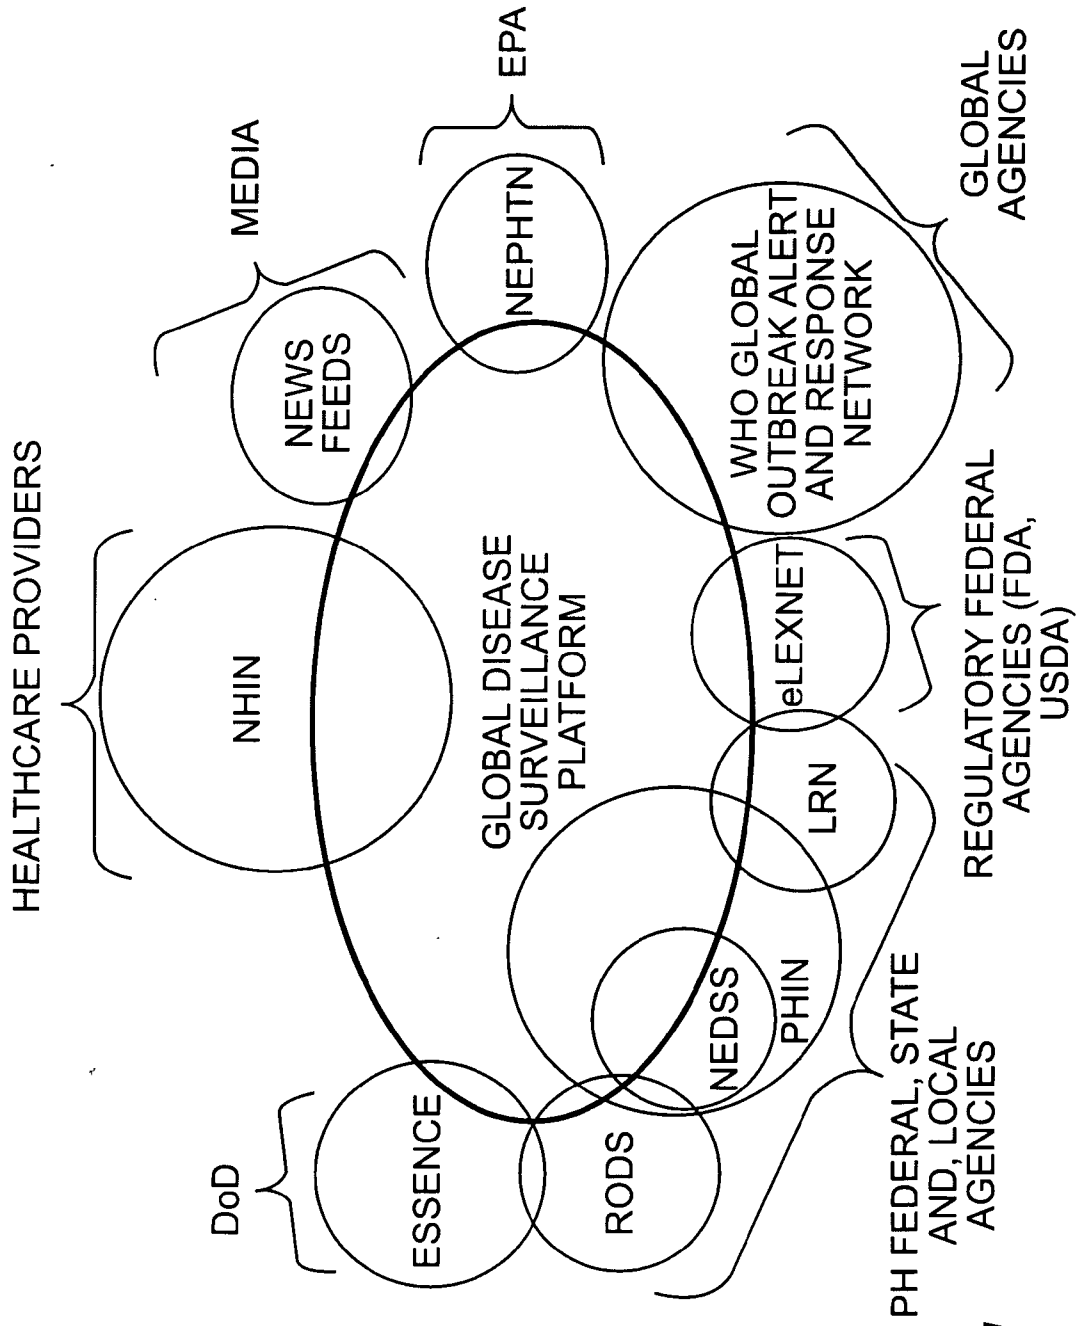 HEALTHCARE PROVIDERS
MEDIA
DoD
EPA
NHIN
NEWS
FEEDS
ESSENCE
NEPHTN
GLOBAL DISEASE
SURVEILLANCE
PLATFORM
RODS
NEDSS
PHIN
LRN
eLEXNET
WHO GLOBAL
OUTBREAK ALERT
AND RESPONSE
NETWORK
PH FEDERAL, STATE
AND, LOCAL
AGENCIES
REGULATORY FEDERAL
AGENCIES (FDA,
USDA)
GLOBAL
AGENCIES